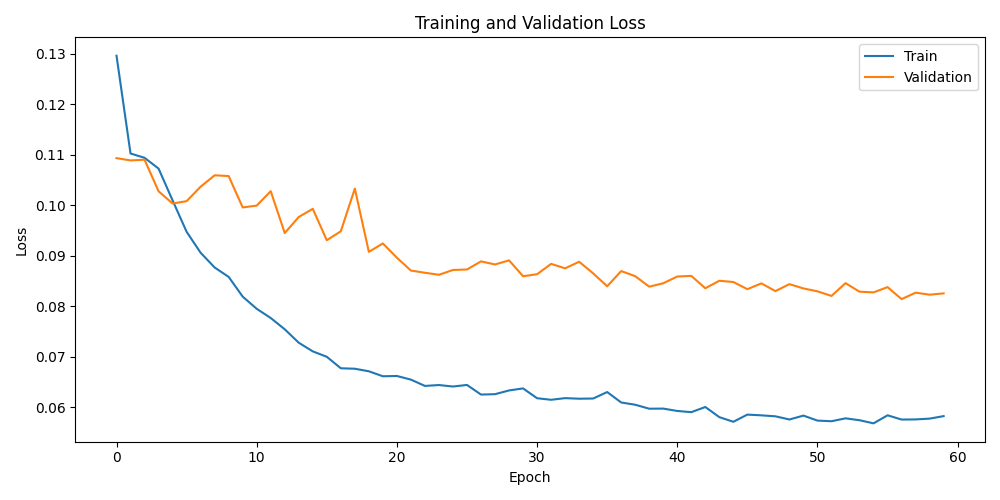 Training and Validation Loss
Train
Validation
0.13
0.12
0.11
0.10
0.09
0.08
0.07
0.06
Loss
0 10 20 30 40 50 60
Epoch